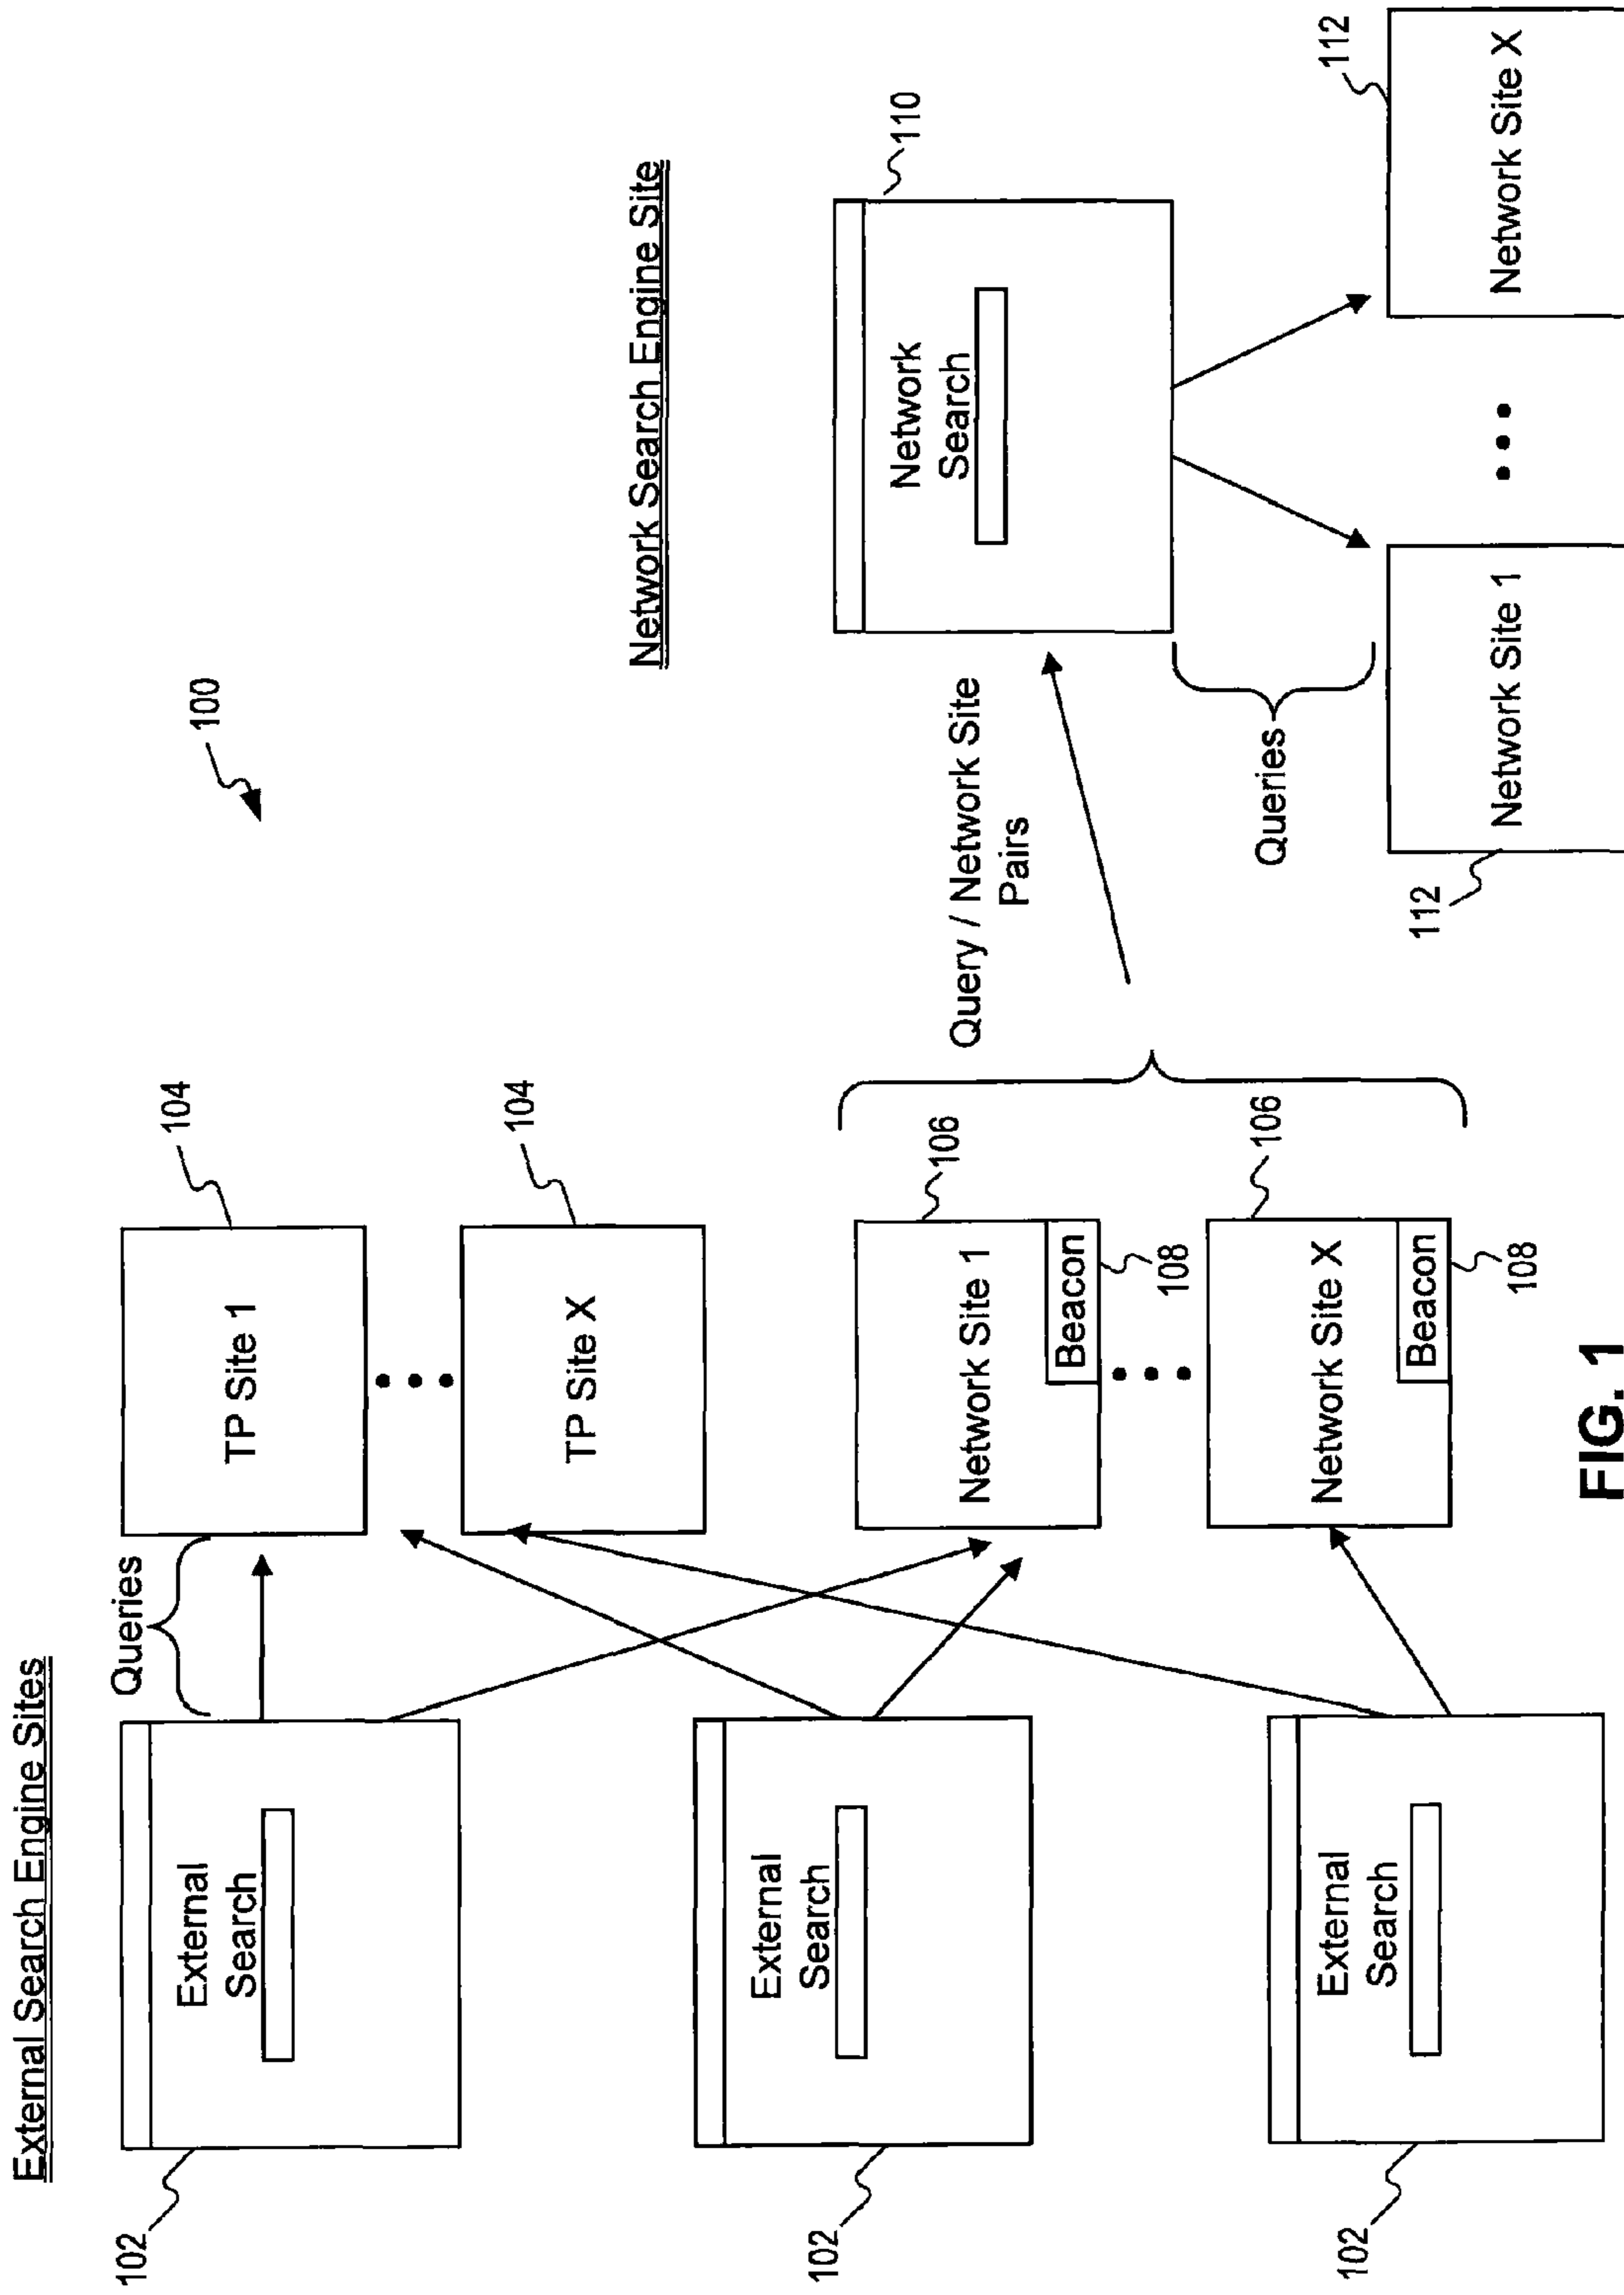 100
External Search Engine Sites
102
External
Search
Queries
TP Site 1
104
TP Site X
104
102
External
Search
102
External
Search
Network Site 1
106
Beacon
108
Network Site X
106
Beacon
108
Query / Network Site
Pairs
Network Search Engine Site
Network
Search
110
Queries
Network Site 1
112
Network Site X
112
FIG. 1